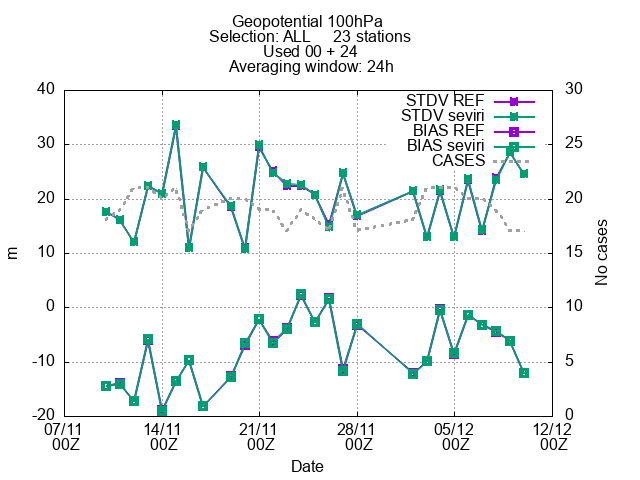 Geopotential 100hPa
Selection: ALL     23 stations
Used 00 + 24
Averaging window: 24h
40
30
20
10
0
-10
-20
m
30
25
20
15
10
5
0
No cases
STDV REF
STDV seviri
BIAS REF
BIAS seviri
CASES
07/11 14/11 21/11 28/11 05/12 12/12
00Z 00Z 00Z 00Z 00Z 00Z
Date